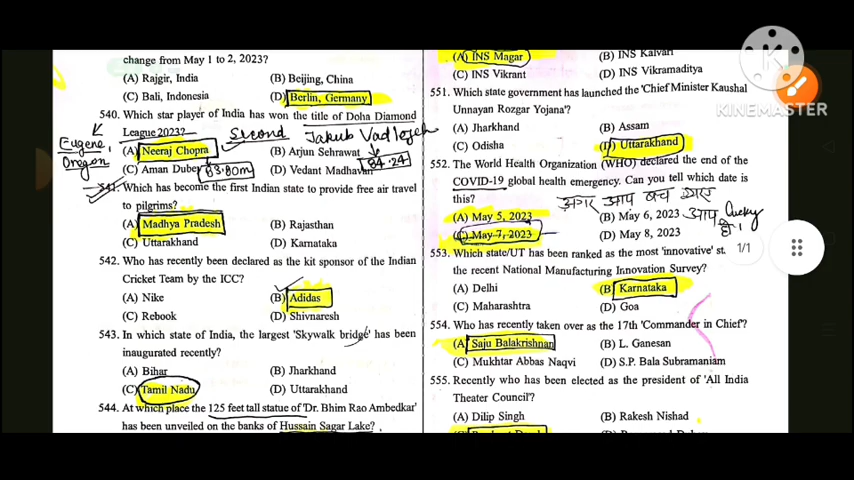 change from May 1 to 2, 2023?
(A) Rajgir, India (B) Beijing, China
(C) Bali, Indonesia (D) Berlin, Germany
540. Which star player of India has won the title of Doha Diamond
League 2023?
Second Jakub Vadlejch
Eugene, Oregon
(A) Neeraj Chopra (B) Arjun Sehrawat
84.24
(C) Aman Dubey (D) Vedant Madhavan
83.80m
541. Which has become the first Indian state to provide free air travel
to pilgrims?
(A) Madhya Pradesh (B) Rajasthan
(C) Uttarakhand (D) Karnataka
542. Who has recently been declared as the kit sponsor of the Indian
Cricket Team by the ICC?
(A) Nike (B) Adidas
(C) Rebook (D) Shivnaresh
543. In which state of India, the largest 'Skywalk bridge' has been
inaugurated recently?
(A) Bihar (B) Jharkhand
(C) Tamil Nadu (D) Uttarakhand
544. At which place the 125 feet tall statue of 'Dr. Bhim Rao Ambedkar'
has been unveiled on the banks of Hussain Sagar Lake?
(A) INS Magar (B) INS Kalvari
(C) INS Vikrant (D) INS Vikramaditya
551. Which state government has launched the 'Chief Minister Kaushal
Unnayan Rozgar Yojana'?
(A) Jharkhand (B) Assam
(C) Odisha (D) Uttarakhand
552. The World Health Organization (WHO) declared the end of the
COVID-19 global health emergency. Can you tell which date is
this?
अगर आप बच गए
(A) May 5, 2023 (B) May 6, 2023
आप Lucky है।
(C) May 7, 2023 (D) May 8, 2023
553. Which state/UT has been ranked as the most 'innovative' st
the recent National Manufacturing Innovation Survey?
(A) Delhi (B) Karnataka
(C) Maharashtra (D) Goa
554. Who has recently taken over as the 17th 'Commander in Chief'?
(A) Saju Balakrishnan (B) L. Ganesan
(C) Mukhtar Abbas Naqvi (D) S.P. Bala Subramaniam
555. Recently who has been elected as the president of 'All India
Theater Council'?
(A) Dilip Singh (B) Rakesh Nishad
KINEMASTER
1/1